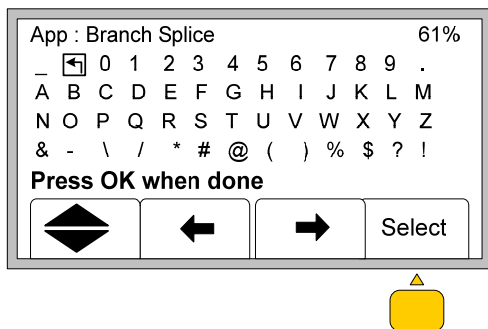 App : Branch Splice 61%
_ 0 1 2 3 4 5 6 7 8 9 .
A B C D E F G H I J K L M
N O P Q R S T U V W X Y Z
& - \ / * # @ ( ) % $ ? !
Press OK when done
Select